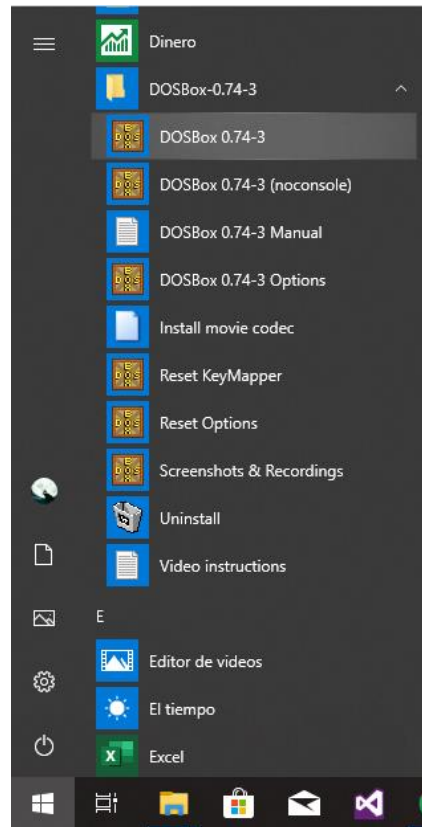 Dinero
DOSBox-0.74-3
DOSBox 0.74-3
DOSBox 0.74-3 (noconsole)
DOSBox 0.74-3 Manual
DOSBox 0.74-3 Options
Install movie codec
Reset KeyMapper
Reset Options
Screenshots & Recordings
Uninstall
Video instructions
E
Editor de videos
El tiempo
Excel